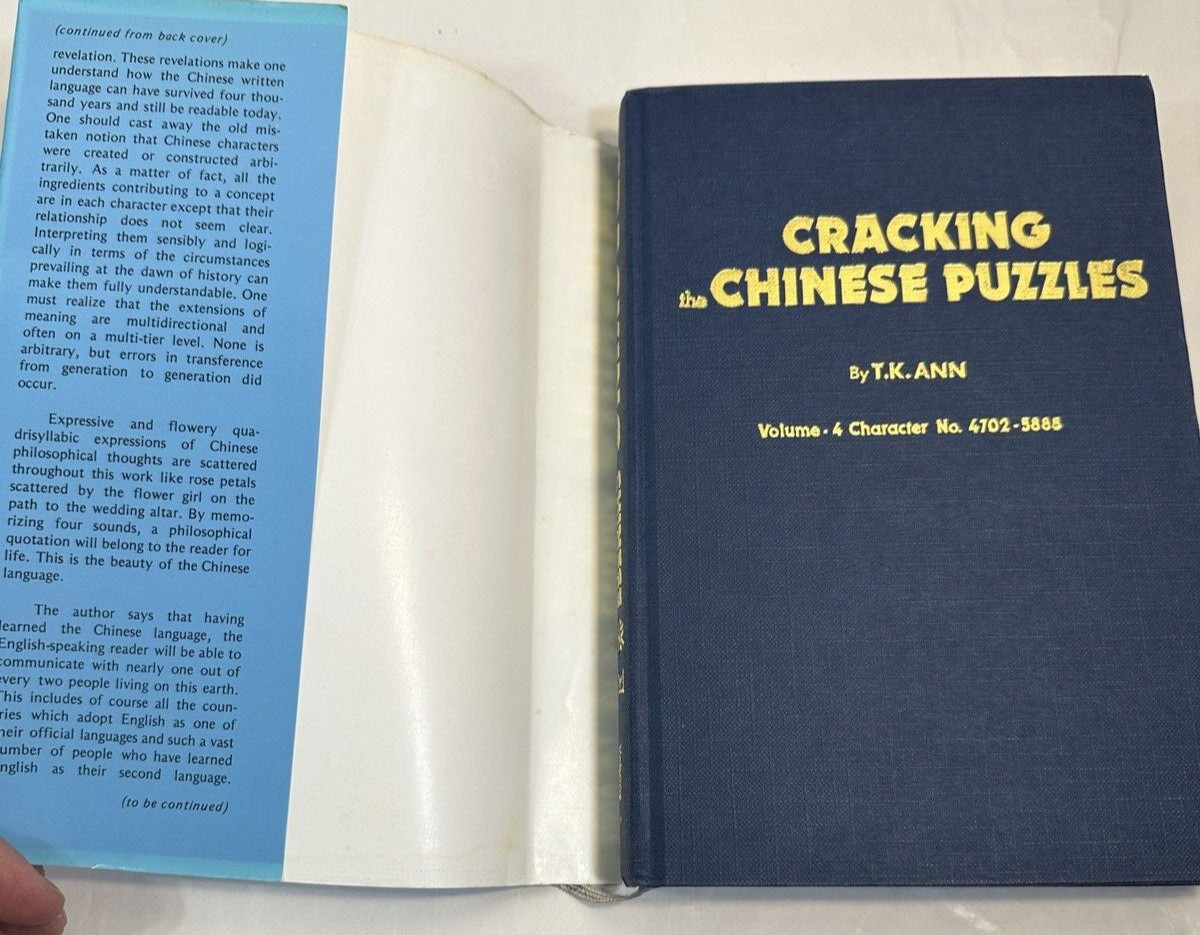 (continued from back cover)
revelation. These revelations make one
understand how the Chinese written
language can have survived four thou-
sand years and still be readable today.
One should cast away the old mis-
taken notion that Chinese characters
were created or constructed arbi-
trarily. As a matter of fact, all the
ingredients contributing to a concept
are in each character except that their
relationship does not seem clear.
Interpreting them sensibly and logi-
cally in terms of the circumstances
prevailing at the dawn of history can
make them fully understandable. One
must realize that the extensions of
meaning are multidirectional and
often on a multi-tier level. None is
arbitrary, but errors in transference
from generation to generation did
occur.
Expressive and flowery qua-
drisyllabic expressions of Chinese
philosophical thoughts are scattered
throughout this work like rose petals
scattered by the flower girl on the
path to the wedding altar. By memo-
rizing four sounds, a philosophical
quotation will belong to the reader for
life. This is the beauty of the Chinese
language.
The author says that having
learned the Chinese language, the
English-speaking reader will be able to
communicate with nearly one out of
every two people living on this earth.
This includes of course all the coun-
ries which adopt English as one of
heir official languages and such a vast
umber of people who have learned
nglish as their second language.
(to be continued)
CRACKING
the CHINESE PUZZLES
By T.K. ANN
Volume - 4 Character No. 4702-5888